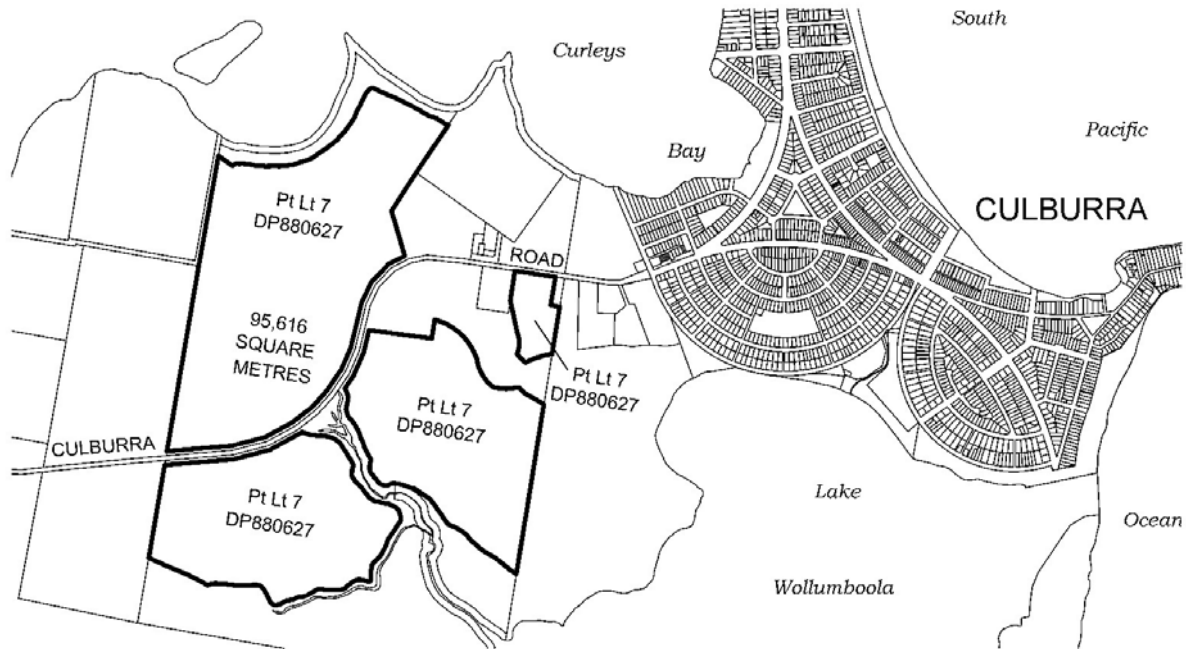 South
Curleys
Pacific
Bay
Pt Lt 7
DP880627
CULBURRA
ROAD
95,616
SQUARE
METRES
Pt Lt 7
DP880627
Pt Lt 7
DP880627
CULBURRA
Pt Lt 7
DP880627
Lake
Ocean
Wollumboola